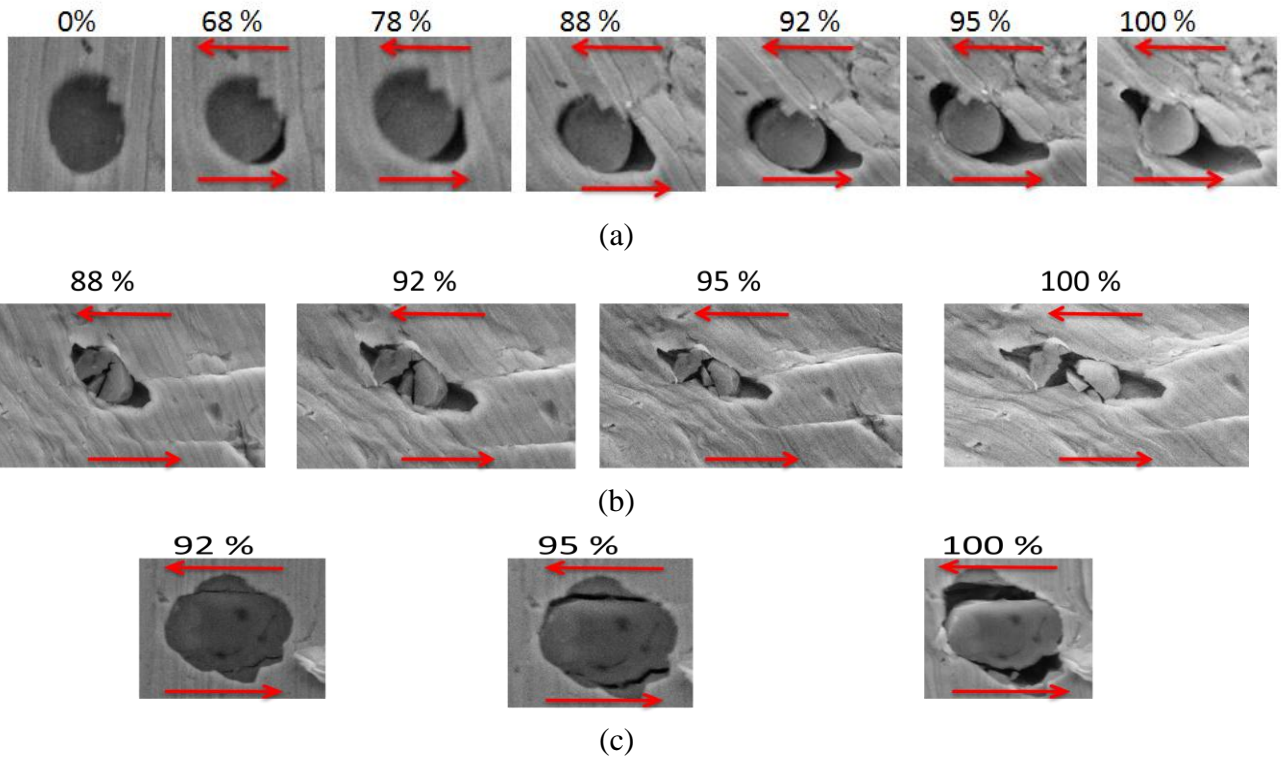 0% 68 % 78 % 88 % 92 % 95 % 100 %
(a)
88 % 92 % 95 % 100 %
(b)
92 % 95 % 100 %
(c)